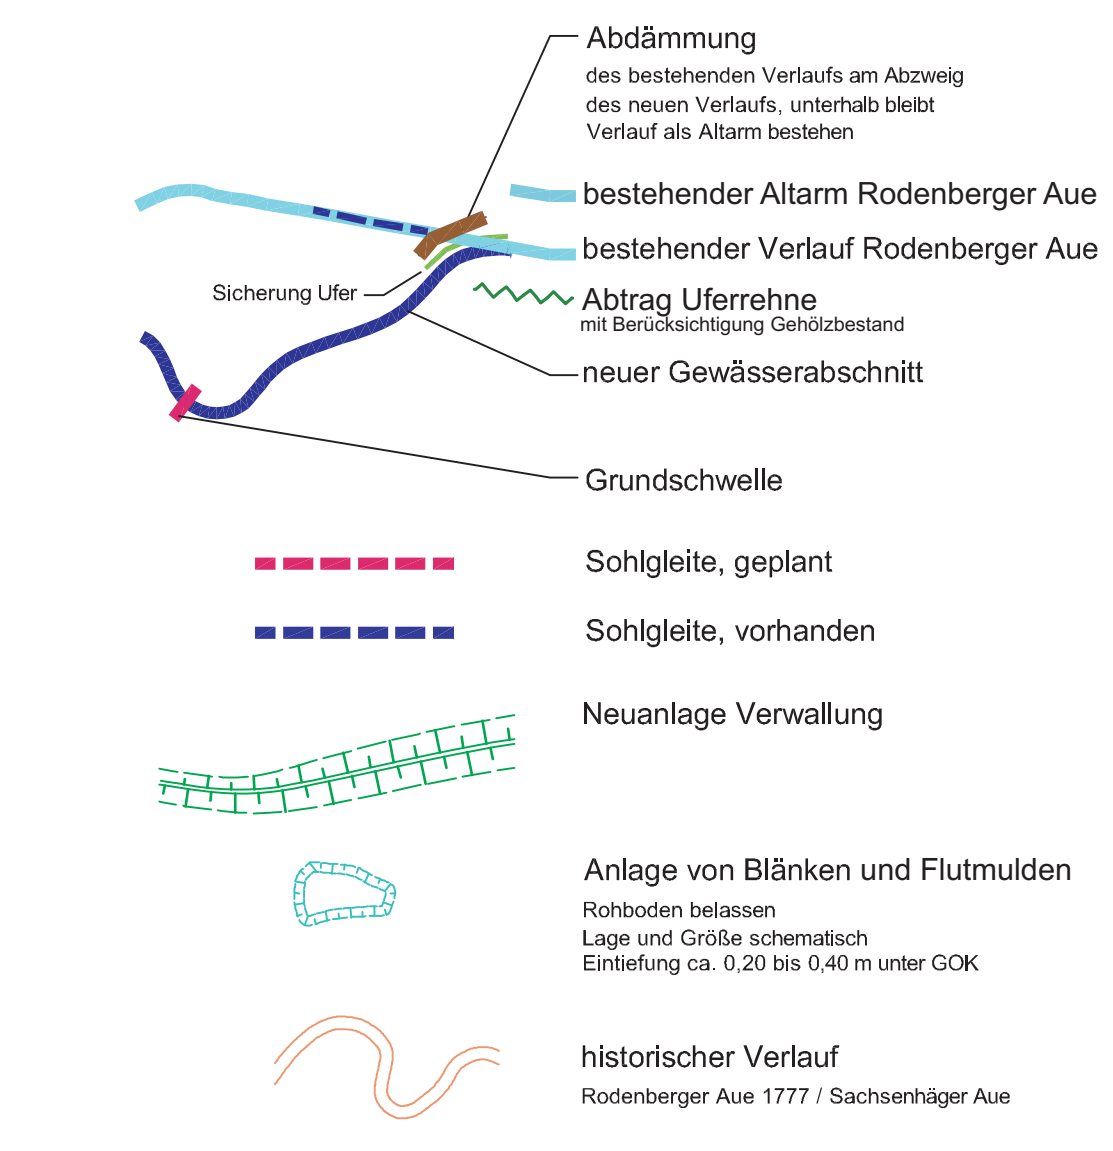 Abdämmung
des bestehenden Verlaufs am Abzweig
des neuen Verlaufs, unterhalb bleibt
Verlauf als Altarm bestehen
bestehender Altarm Rodenberger Aue
bestehender Verlauf Rodenberger Aue
Sicherung Ufer
Abtrag Uferrehne
mit Berücksichtigung Gehölzbestand
neuer Gewässerabschnitt
Grundschwelle
Sohlgleite, geplant
Sohlgleite, vorhanden
Neuanlage Verwallung
Anlage von Blänken und Flutmulden
Rohboden belassen
Lage und Größe schematisch
Eintiefung ca. 0,20 bis 0,40 m unter GOK
historischer Verlauf
Rodenberger Aue 1777 / Sachsenhäger Aue